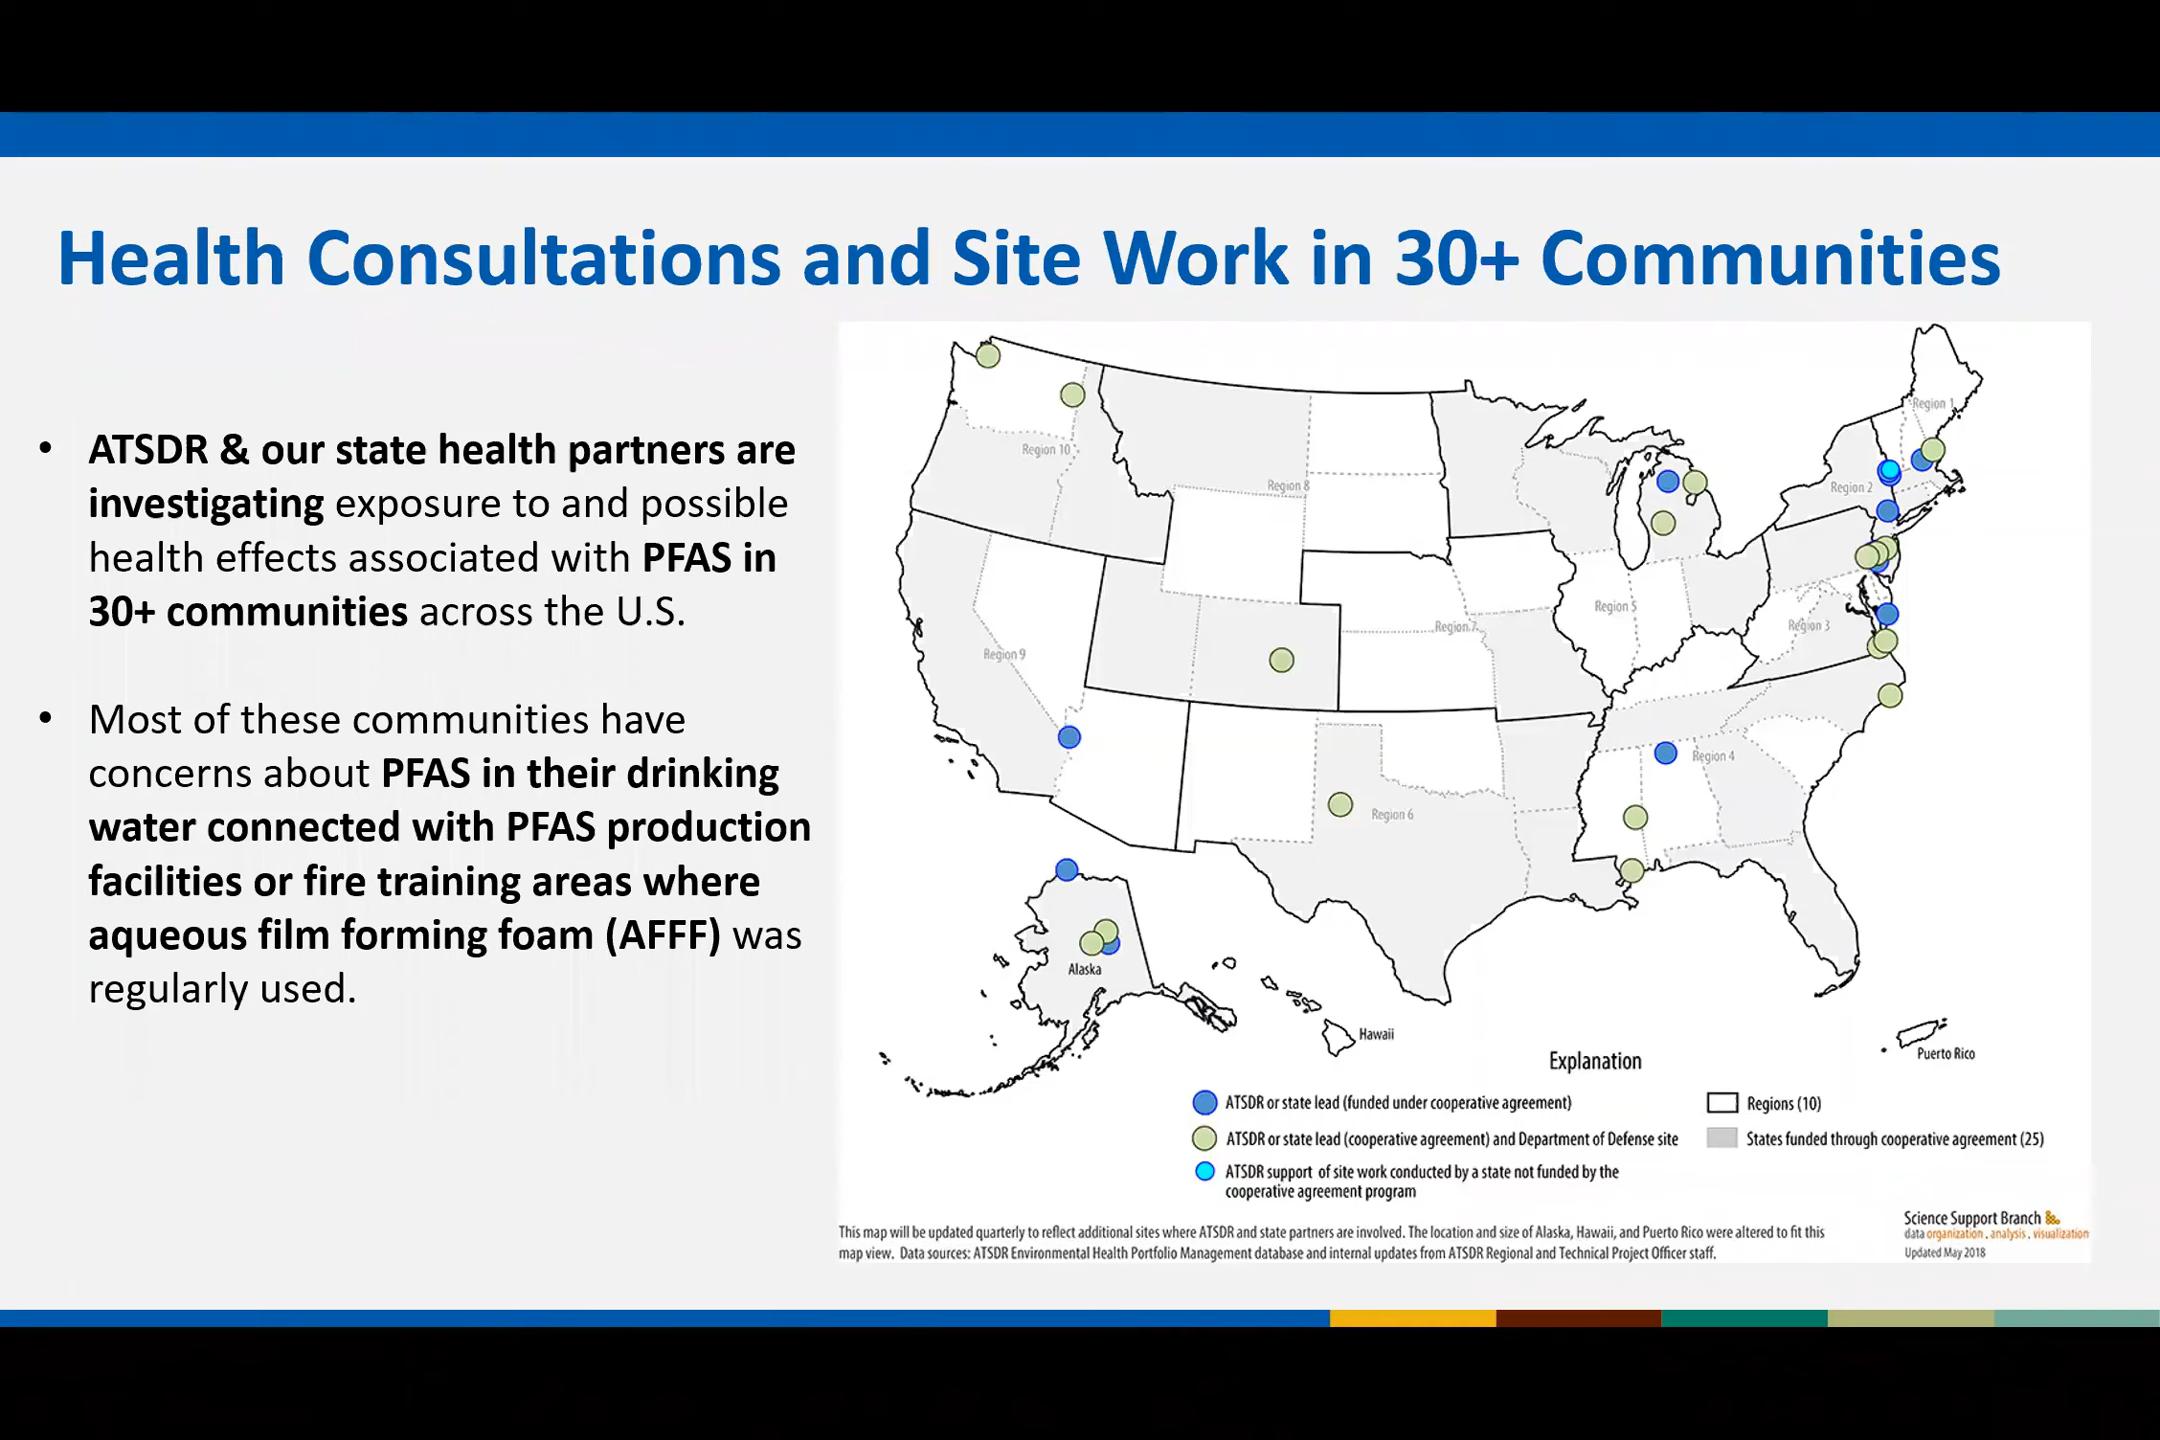 Health Consultations and Site Work in 30+ Communities
• ATSDR & our state health partners are
investigating exposure to and possible
health effects associated with PFAS in
30+ communities across the U.S.
• Most of these communities have
concerns about PFAS in their drinking
water connected with PFAS production
facilities or fire training areas where
aqueous film forming foam (AFFF) was
regularly used.
Region 1
Region 10
Region 8
Region 2
Region 5
Region 7
Region 3
Region 9
Region 4
Region 6
Alaska
Hawaii
Puerto Rico
Explanation
ATSDR or state lead (funded under cooperative agreement)
ATSDR or state lead (cooperative agreement) and Department of Defense site
ATSDR support of site work conducted by a state not funded by the
cooperative agreement program
Regions (10)
States funded through cooperative agreement (25)
This map will be updated quarterly to reflect additional sites where ATSDR and state partners are involved. The location and size of Alaska, Hawaii, and Puerto Rico were altered to fit this
map view. Data sources: ATSDR Environmental Health Portfolio Management database and internal updates from ATSDR Regional and Technical Project Officer staff.
Science Support Branch
data organization . analysis . visualization
Updated May 2018